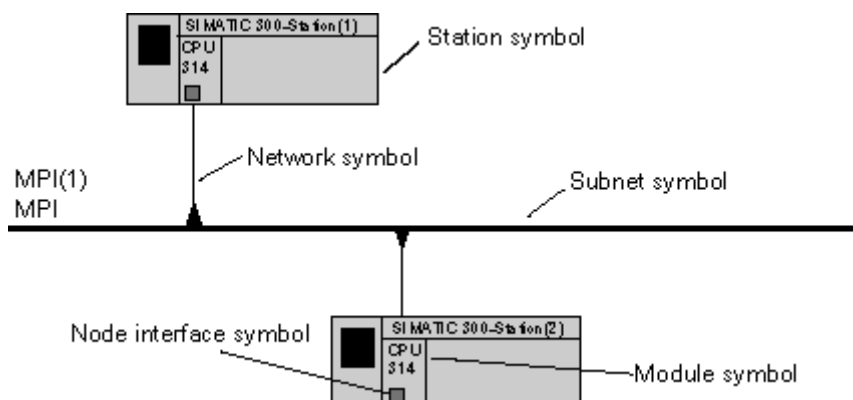 SIMATIC 300-Station(1)
CPU
314
Station symbol
Network symbol
MPI(1)
MPI
Subnet symbol
SIMATIC 300-Station(2)
CPU
314
Node interface symbol
Module symbol